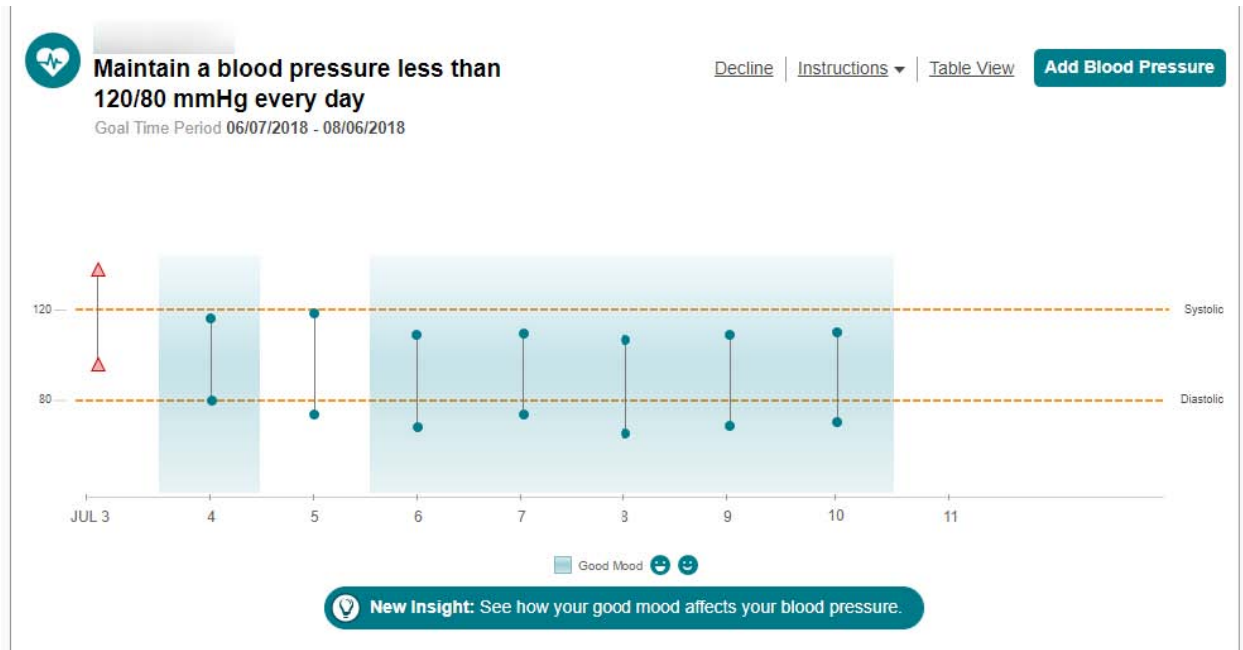 Maintain a blood pressure less than
120/80 mmHg every day
Goal Time Period 06/07/2018 - 08/06/2018
Decline
Instructions
Table View
Add Blood Pressure
120
Systolic
80
Diastolic
JUL 3
4
5
6
7
8
9
10
11
Good Mood
New Insight: See how your good mood affects your blood pressure.